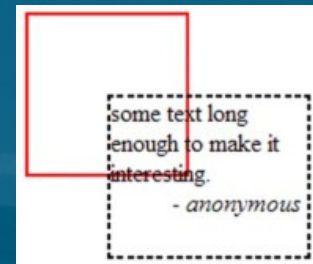 some text long
enough to make it
interesting.
- anonymous